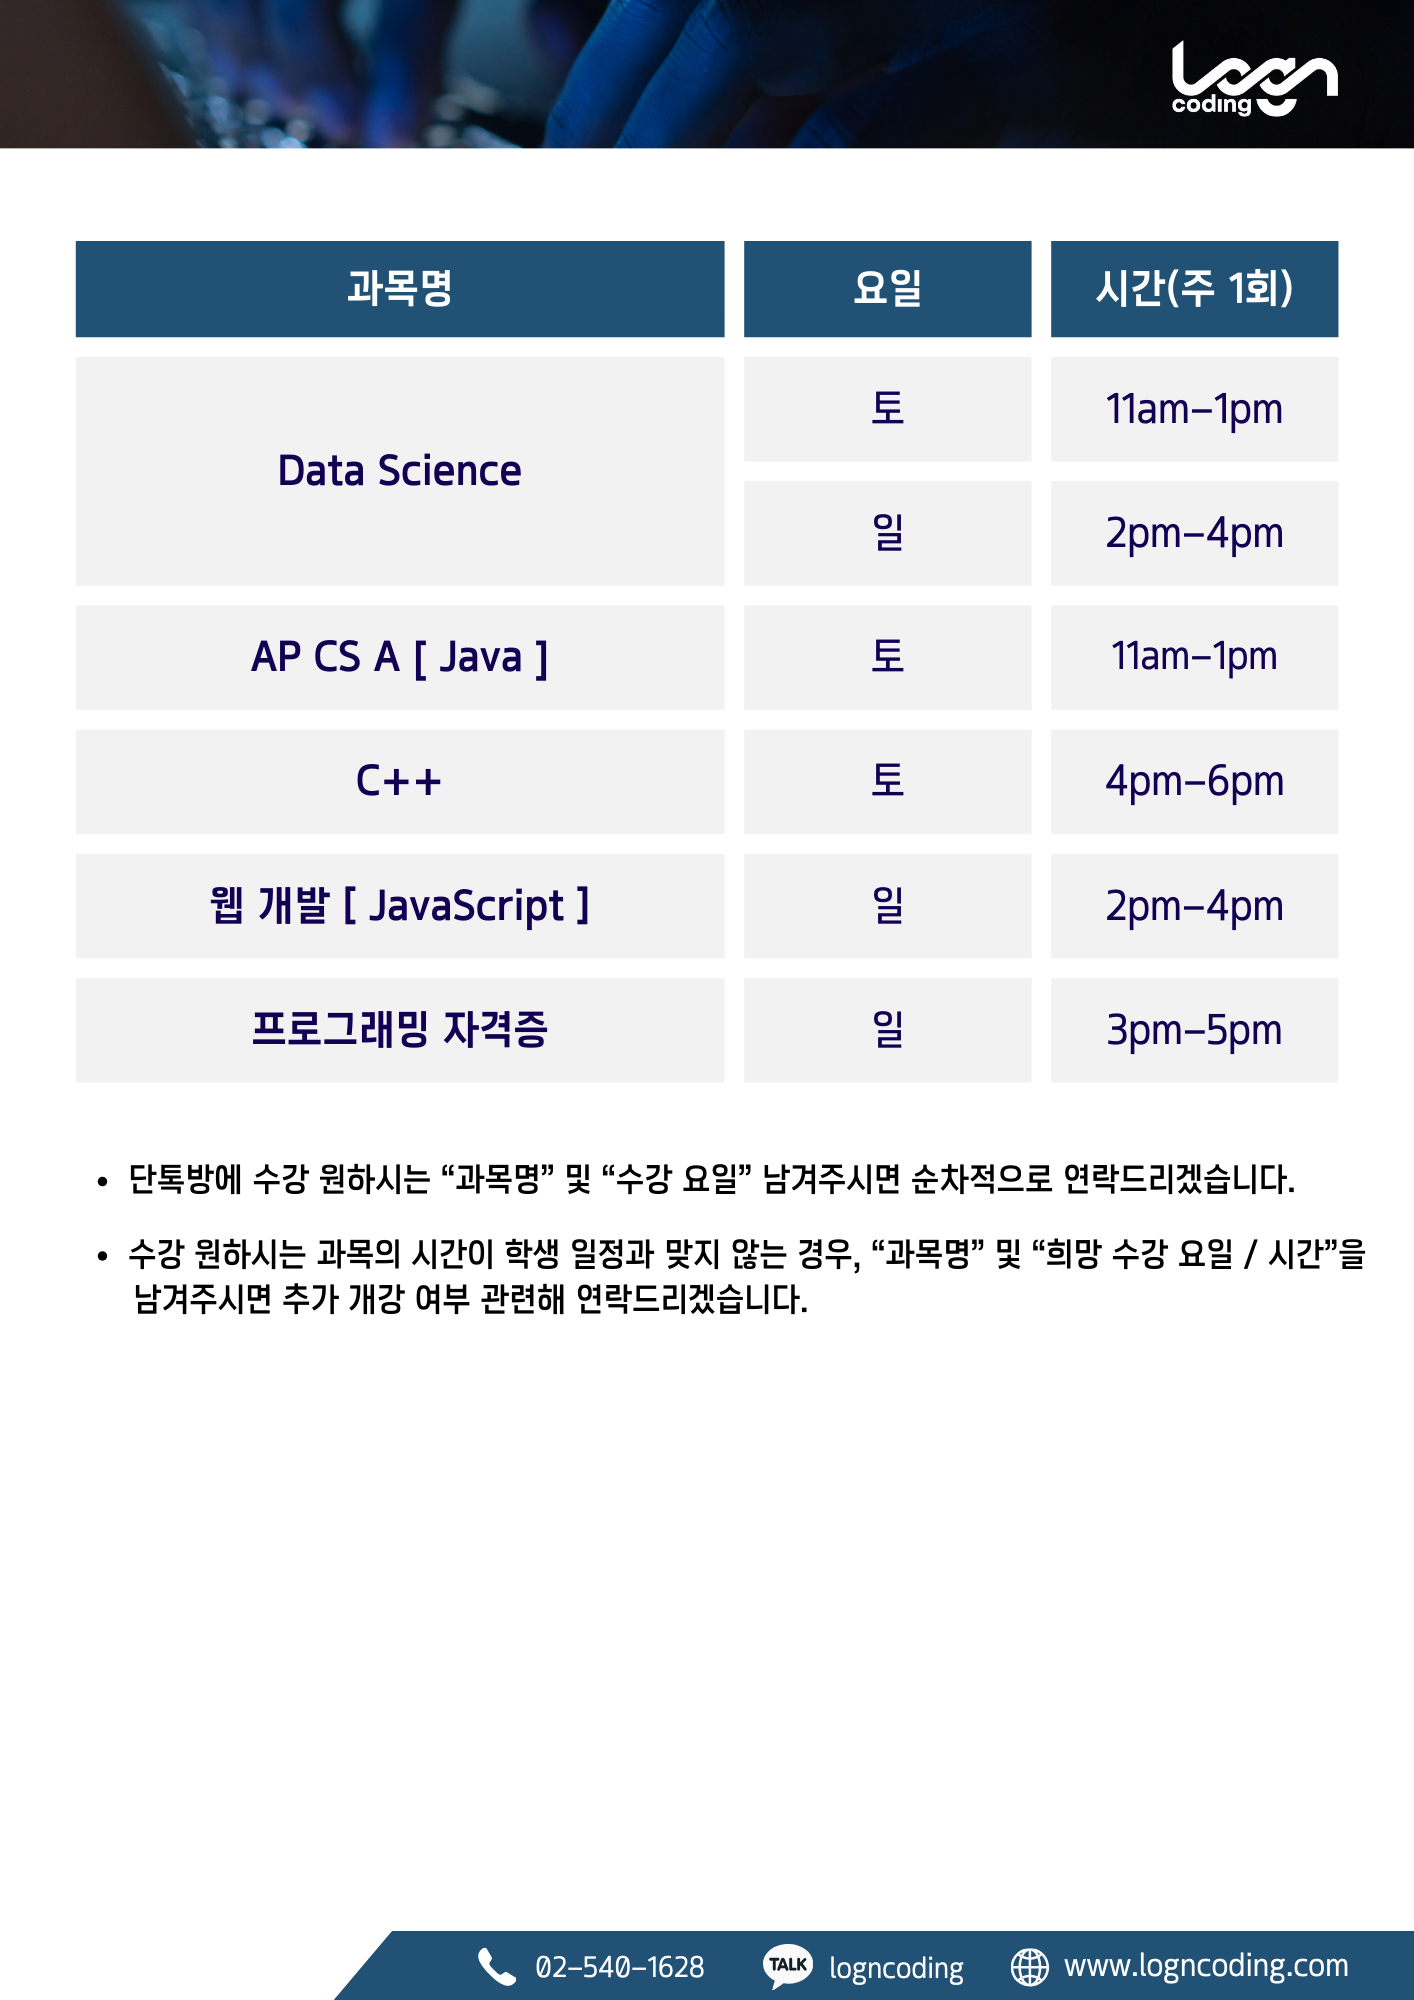 logn
coding
과목명 요일 시간(주 1회)
Data Science 토 11am-1pm
일 2pm-4pm
AP CS A [ Java ] 토 11am-1pm
C++ 토 4pm-6pm
웹 개발 [ JavaScript ] 일 2pm-4pm
프로그래밍 자격증 일 3pm-5pm
• 단톡방에 수강 원하시는 “과목명” 및 “수강 요일” 남겨주시면 순차적으로 연락드리겠습니다.
• 수강 원하시는 과목의 시간이 학생 일정과 맞지 않는 경우, “과목명” 및 “희망 수강 요일 / 시간”을
남겨주시면 추가 개강 여부 관련해 연락드리겠습니다.
02-540-1628 TALK logncoding www.logncoding.com